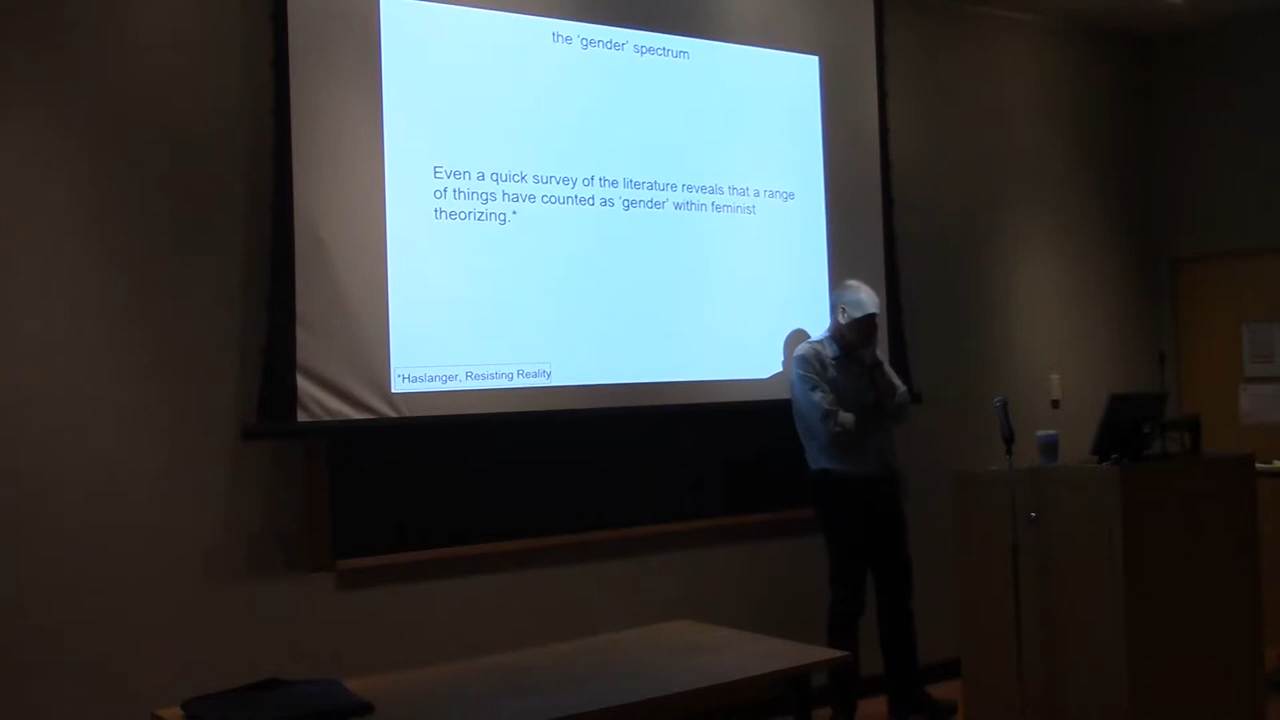 the 'gender' spectrum
Even a quick survey of the literature reveals that a range
of things have counted as 'gender' within feminist
theorizing.*
*Haslanger, Resisting Reality